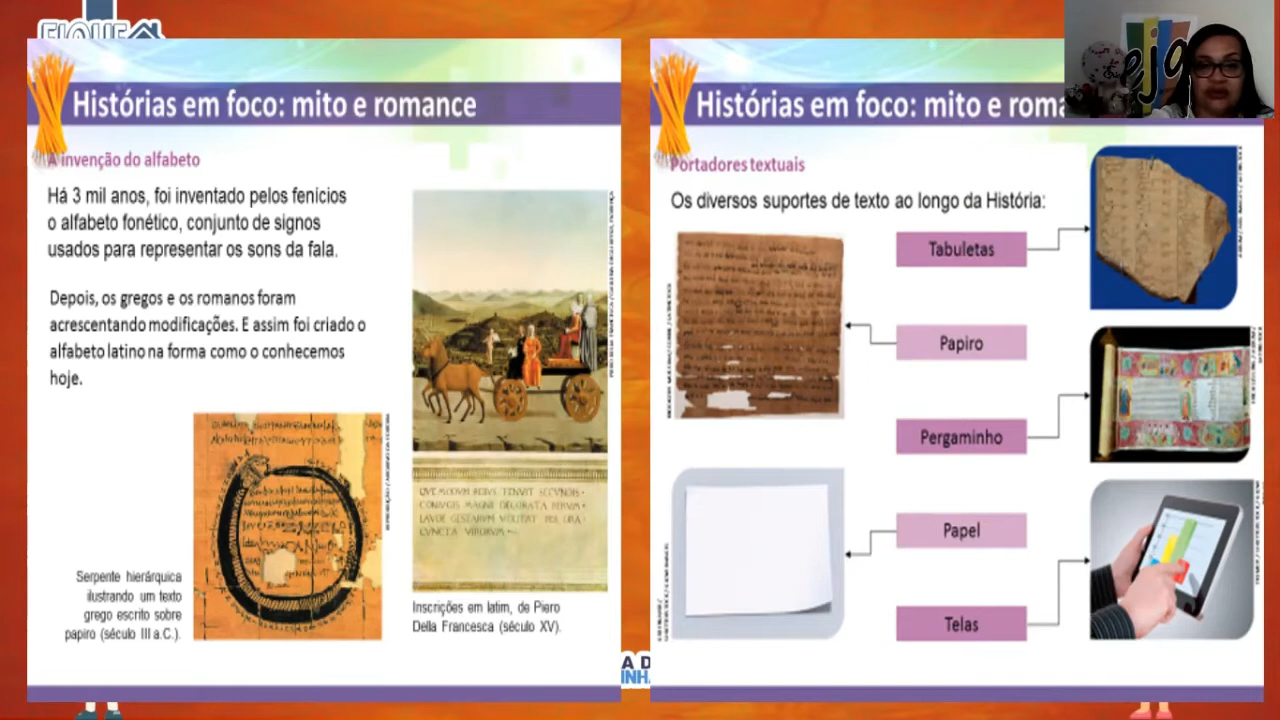 FIQUE
ejq
Histórias em foco: mito e romance
A invenção do alfabeto
Há 3 mil anos, foi inventado pelos fenícios
o alfabeto fonético, conjunto de signos
usados para representar os sons da fala.
Depois, os gregos e os romanos foram
acrescentando modificações. E assim foi criado o
alfabeto latino na forma como o conhecemos
hoje.
Serpente hierárquica
ilustrando um texto
grego escrito sobre
papiro (século III a.C.).
Inscrições em latim, de Piero
Della Francesca (século XV).
Histórias em foco: mito e roma
Portadores textuais
Os diversos suportes de texto ao longo da História:
Tabuletas
Papiro
Pergaminho
Papel
Telas